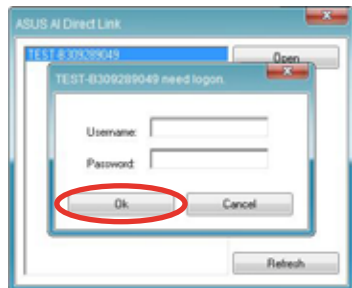 ASUS AI Direct Link
TEST-B309289049
Open
TEST-B309289049 need logon.
Username:
Password:
Ok
Cancel
Refresh